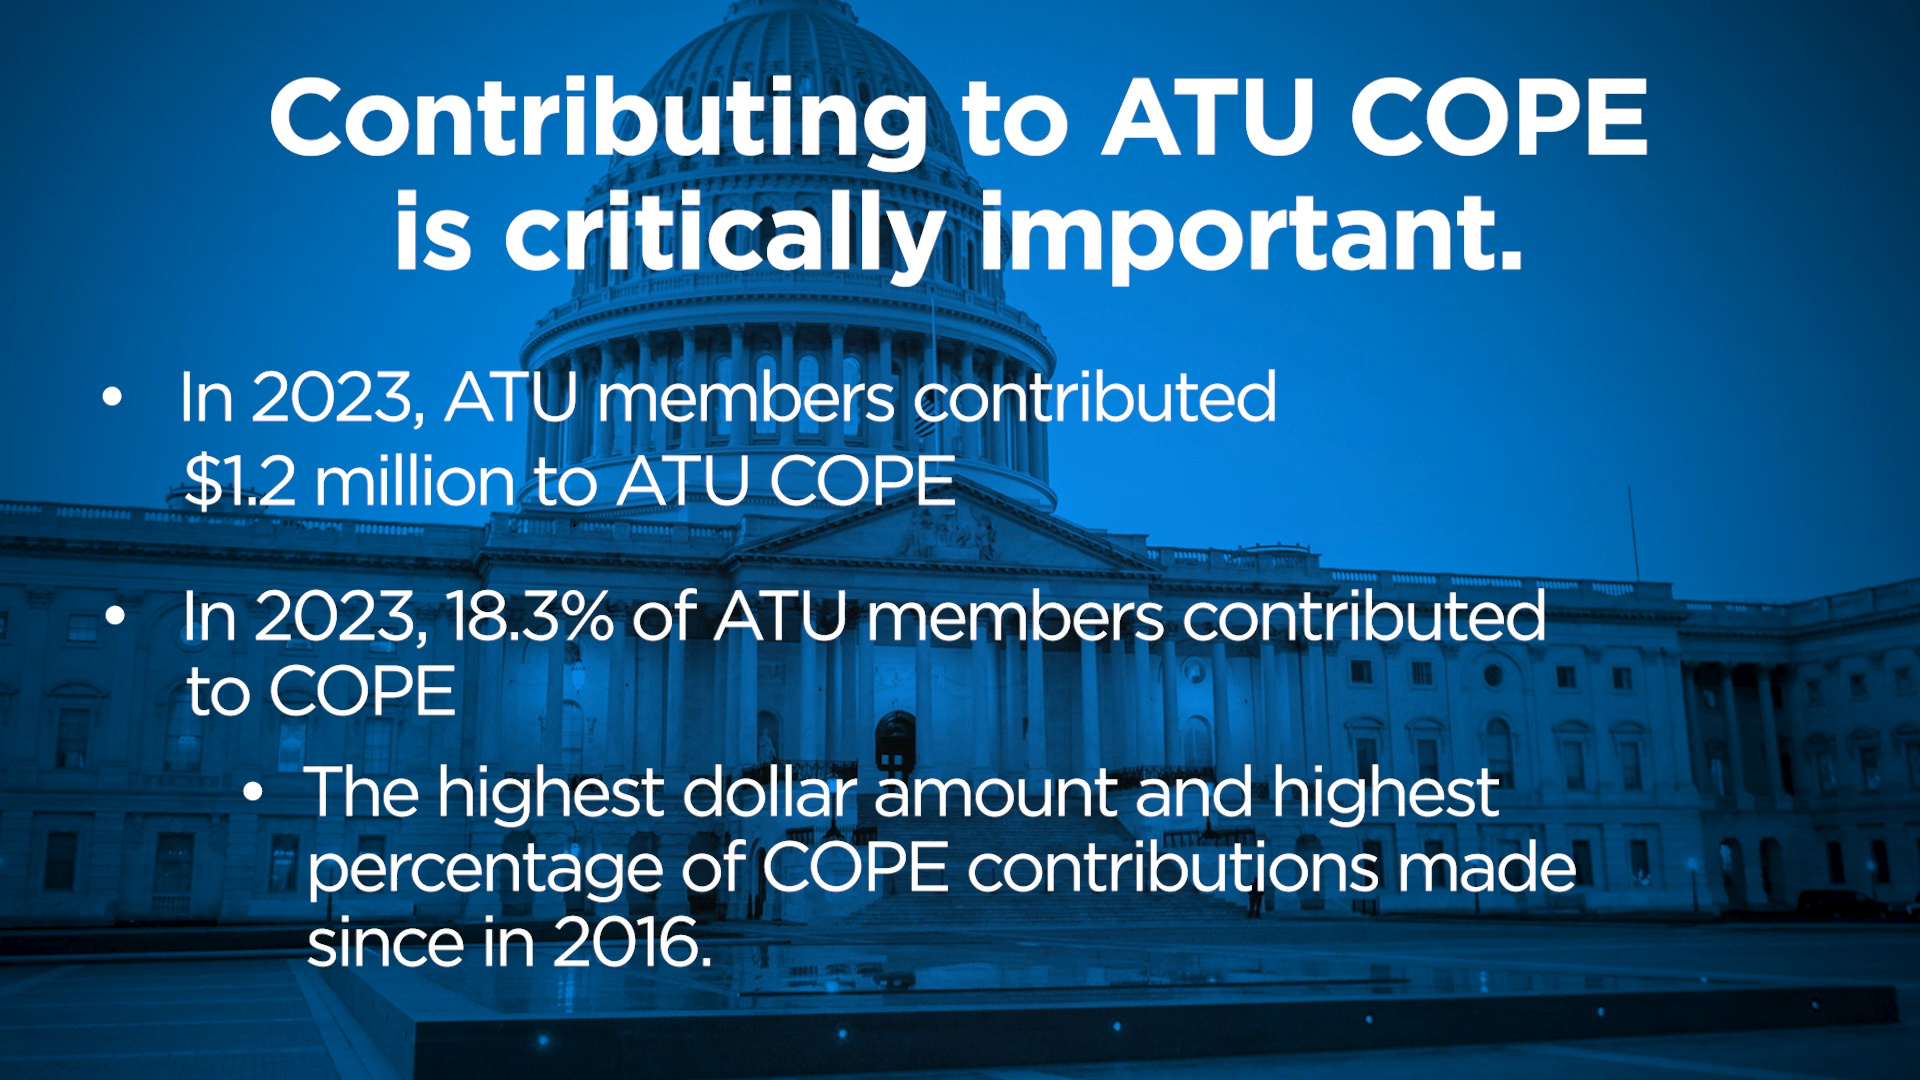 Contributing to ATU COPE
is critically important.
• In 2023, ATU members contributed
$1.2 million to ATU COPE
• In 2023, 18.3% of ATU members contributed
to COPE
• The highest dollar amount and highest
percentage of COPE contributions made
since in 2016.